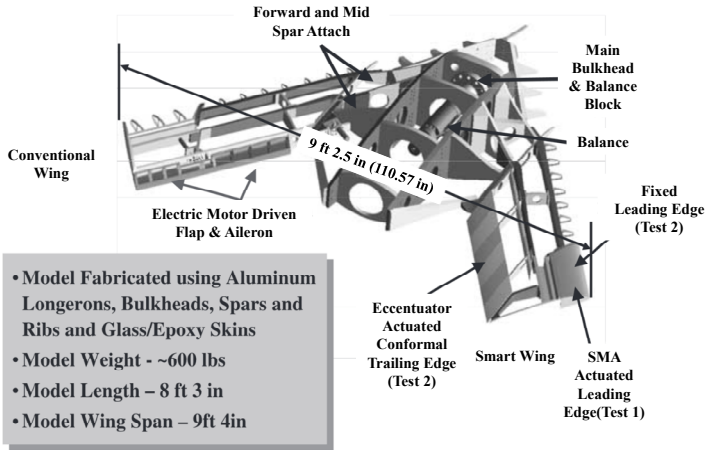 Forward and Mid
Spar Attach
Main
Bulkhead
& Balance
Block
Balance
9 ft 2.5 in (110.57 in)
Conventional
Wing
Fixed
Leading Edge
(Test 2)
Electric Motor Driven
Flap & Aileron
• Model Fabricated using Aluminum
Longerons, Bulkheads, Spars and
Ribs and Glass/Epoxy Skins
• Model Weight - ~600 lbs
• Model Length – 8 ft 3 in
• Model Wing Span – 9ft 4in
Eccentuator
Actuated
Conformal
Trailing Edge
(Test 2)
Smart Wing
SMA
Actuated
Leading
Edge(Test 1)